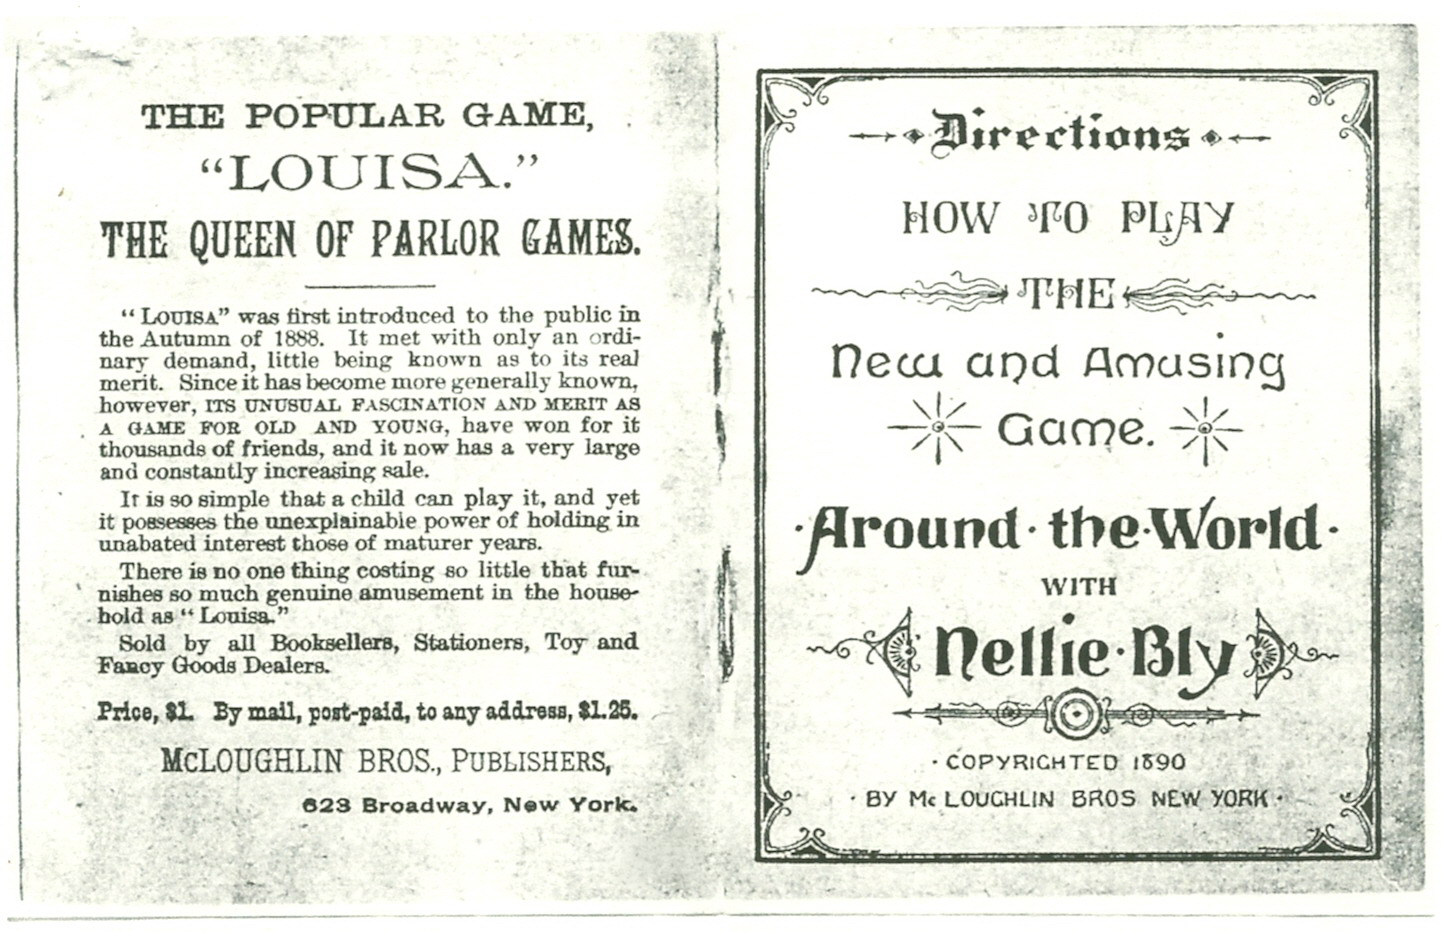 THE POPULAR GAME,
"LOUISA."
THE QUEEN OF PARLOR GAMES.
"LOUISA" was first introduced to the public in
the Autumn of 1888. It met with only an ordi-
nary demand, little being known as to its real
merit. Since it has become more generally known,
however, ITS UNUSUAL FASCINATION AND MERIT AS
A GAME FOR OLD AND YOUNG, have won for it
thousands of friends, and it now has a very large
and constantly increasing sale.
It is so simple that a child can play it, and yet
it possesses the unexplainable power of holding in
unabated interest those of maturer years.
There is no one thing costing so little that fur-
nishes so much genuine amusement in the house-
hold as "Louisa."
Sold by all Booksellers, Stationers, Toy and
Fancy Goods Dealers.
Price, $1. By mail, post-paid, to any address, $1.25.
McLOUGHLIN BROS., PUBLISHERS,
623 Broadway, New York.
Directions
HOW TO PLAY
THE
New and Amusing
Game.
Around · the · World ·
WITH
Nellie · Bly
· COPYRIGHTED 1890
· BY Mc LOUGHLIN BROS NEW YORK ·